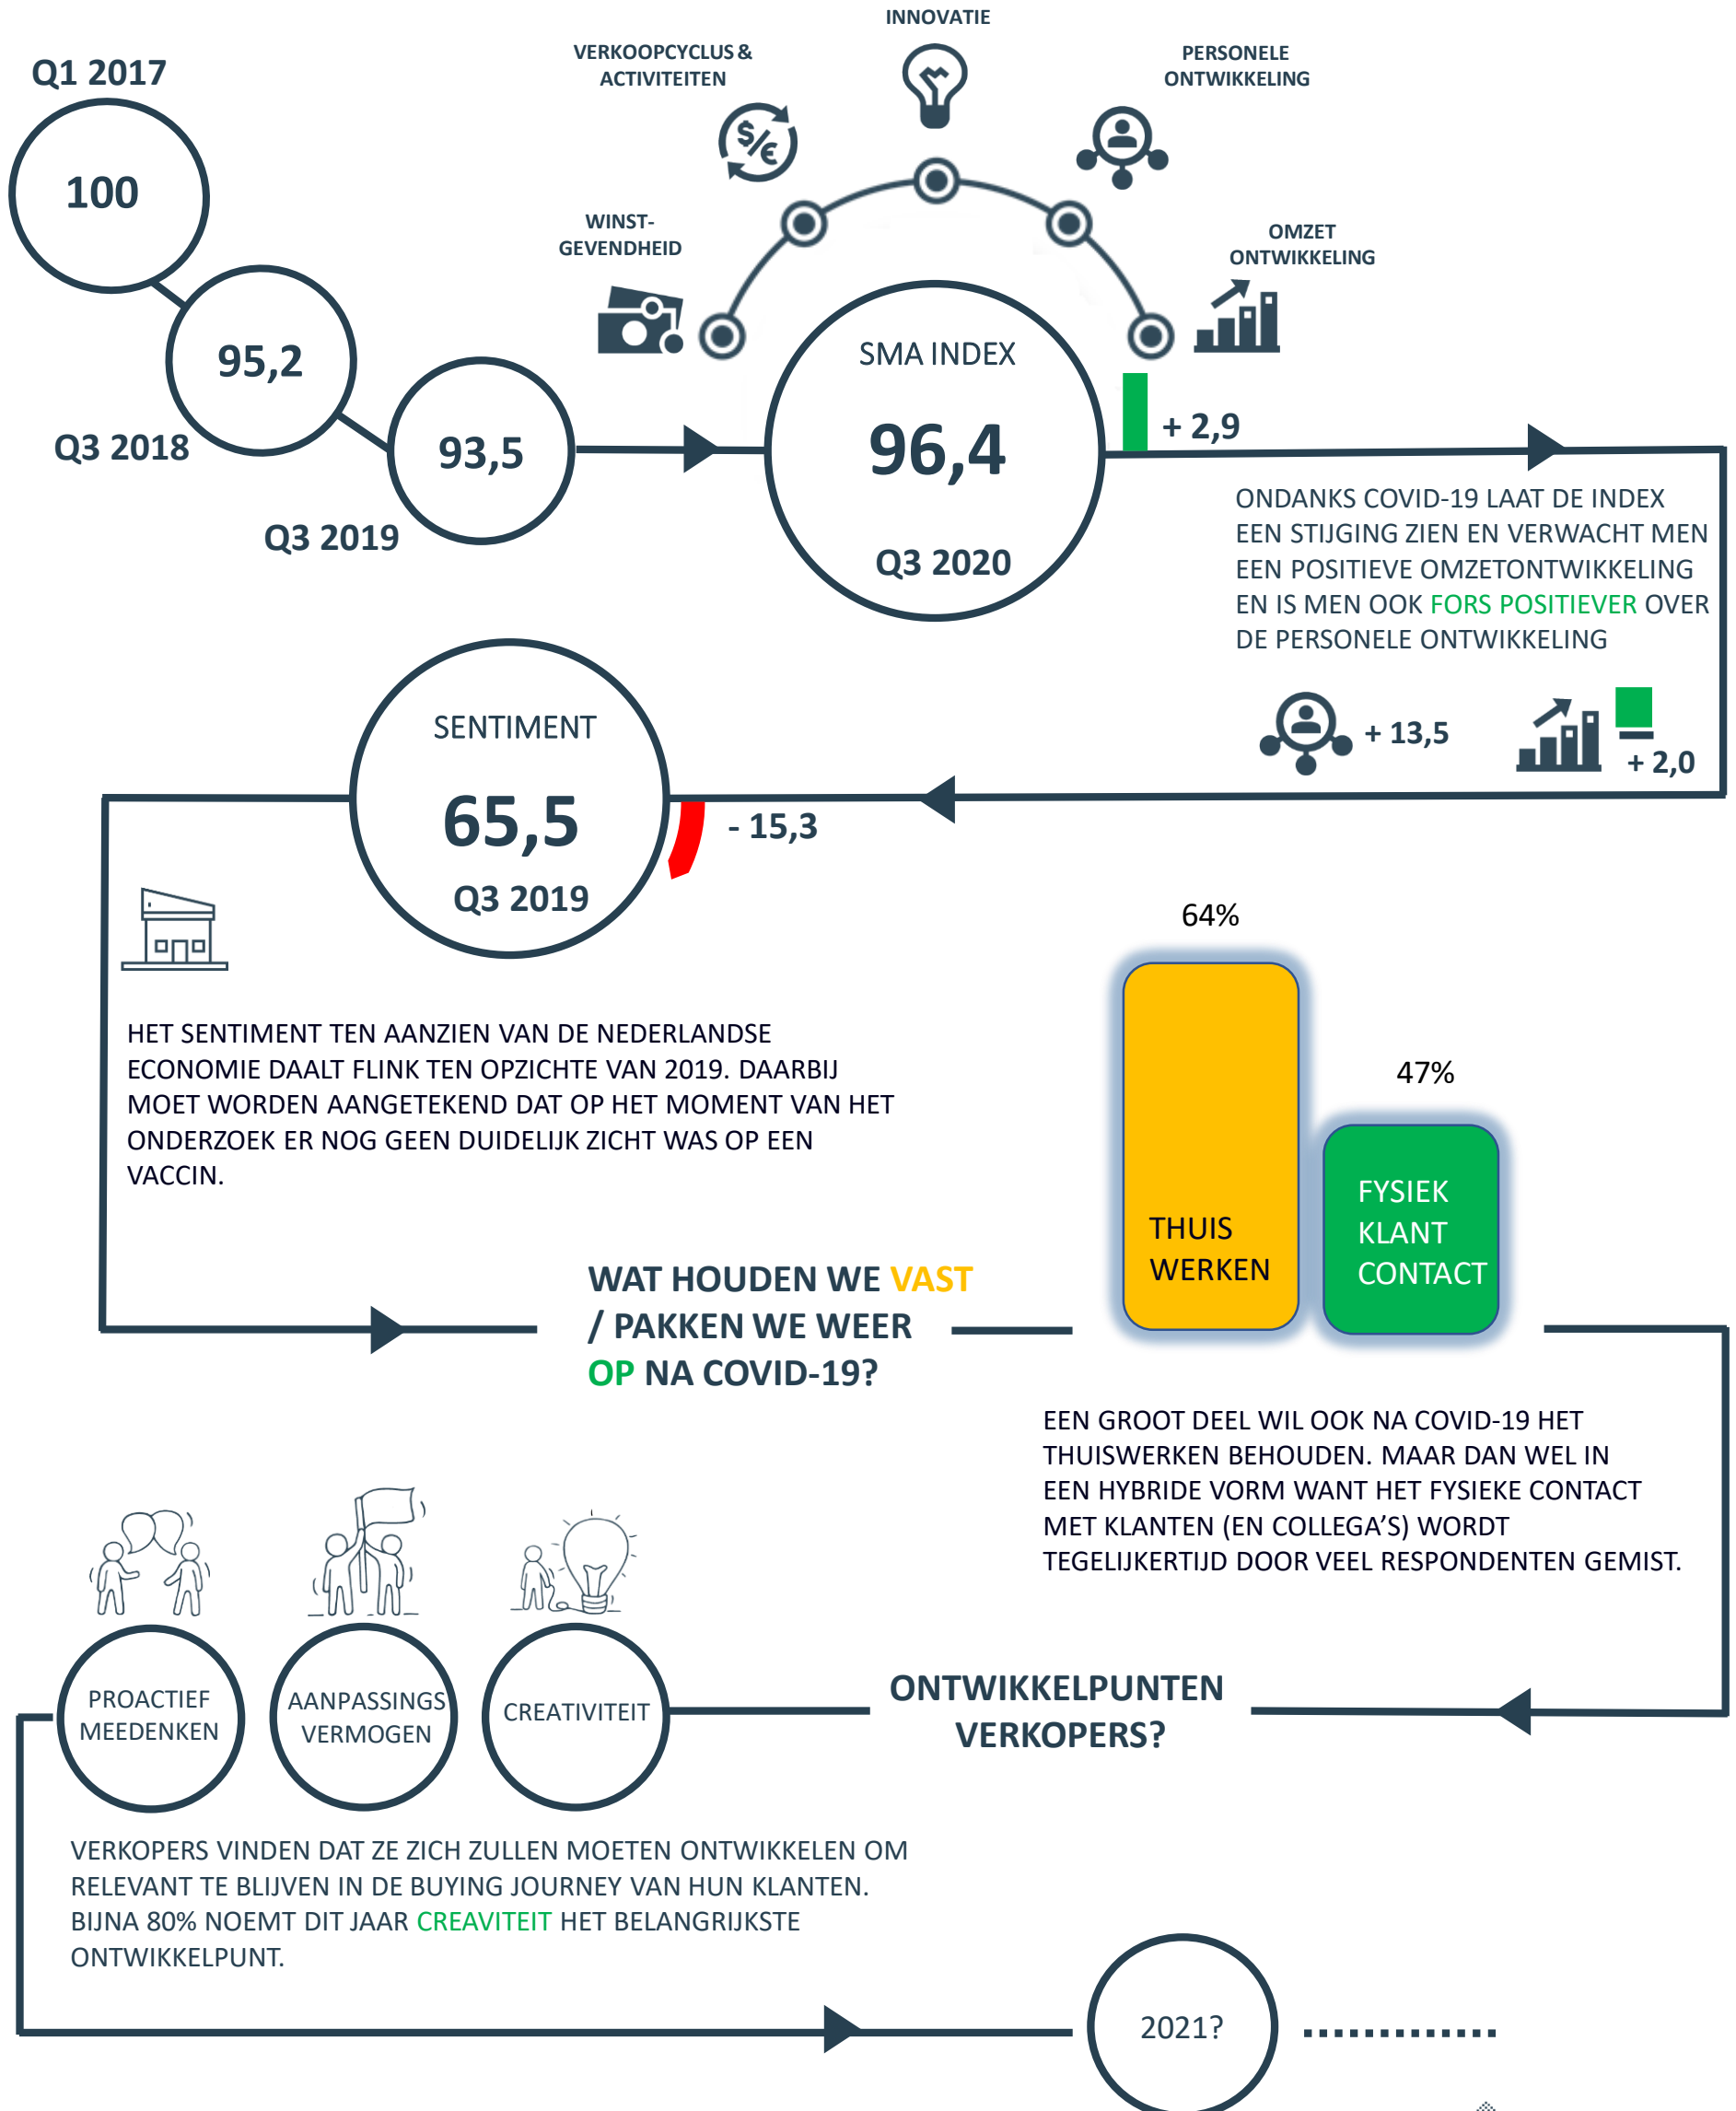 Q1 2017
100
95,2
Q3 2018
93,5
Q3 2019
INNOVATIE
VERKOOPCYCLUS &
ACTIVITEITEN
$/€
PERSONELE
ONTWIKKELING
WINST-
GEVENDHEID
OMZET
ONTWIKKELING
SMA INDEX
96,4
Q3 2020
+ 2,9
ONDANKS COVID-19 LAAT DE INDEX
EEN STIJGING ZIEN EN VERWACHT MEN
EEN POSITIEVE OMZETONTWIKKELING
EN IS MEN OOK FORS POSITIEVER OVER
DE PERSONELE ONTWIKKELING
+ 13,5
+ 2,0
SENTIMENT
65,5
Q3 2019
- 15,3
HET SENTIMENT TEN AANZIEN VAN DE NEDERLANDSE
ECONOMIE DAALT FLINK TEN OPZICHTE VAN 2019. DAARBIJ
MOET WORDEN AANGETEKEND DAT OP HET MOMENT VAN HET
ONDERZOEK ER NOG GEEN DUIDELIJK ZICHT WAS OP EEN
VACCIN.
WAT HOUDEN WE VAST
/ PAKKEN WE WEER
OP NA COVID-19?
64%
THUIS
WERKEN
47%
FYSIEK
KLANT
CONTACT
EEN GROOT DEEL WIL OOK NA COVID-19 HET
THUISWERKEN BEHOUDEN. MAAR DAN WEL IN
EEN HYBRIDE VORM WANT HET FYSIEKE CONTACT
MET KLANTEN (EN COLLEGA'S) WORDT
TEGELIJKERTIJD DOOR VEEL RESPONDENTEN GEMIST.
ONTWIKKELPUNTEN
VERKOPERS?
PROACTIEF
MEEDENKEN
AANPASSINGS
VERMOGEN
CREATIVITEIT
VERKOPERS VINDEN DAT ZE ZICH ZULLEN MOETEN ONTWIKKELEN OM
RELEVANT TE BLIJVEN IN DE BUYING JOURNEY VAN HUN KLANTEN.
BIJNA 80% NOEMT DIT JAAR CREAVITEIT HET BELANGRIJKSTE
ONTWIKKELPUNT.
2021?